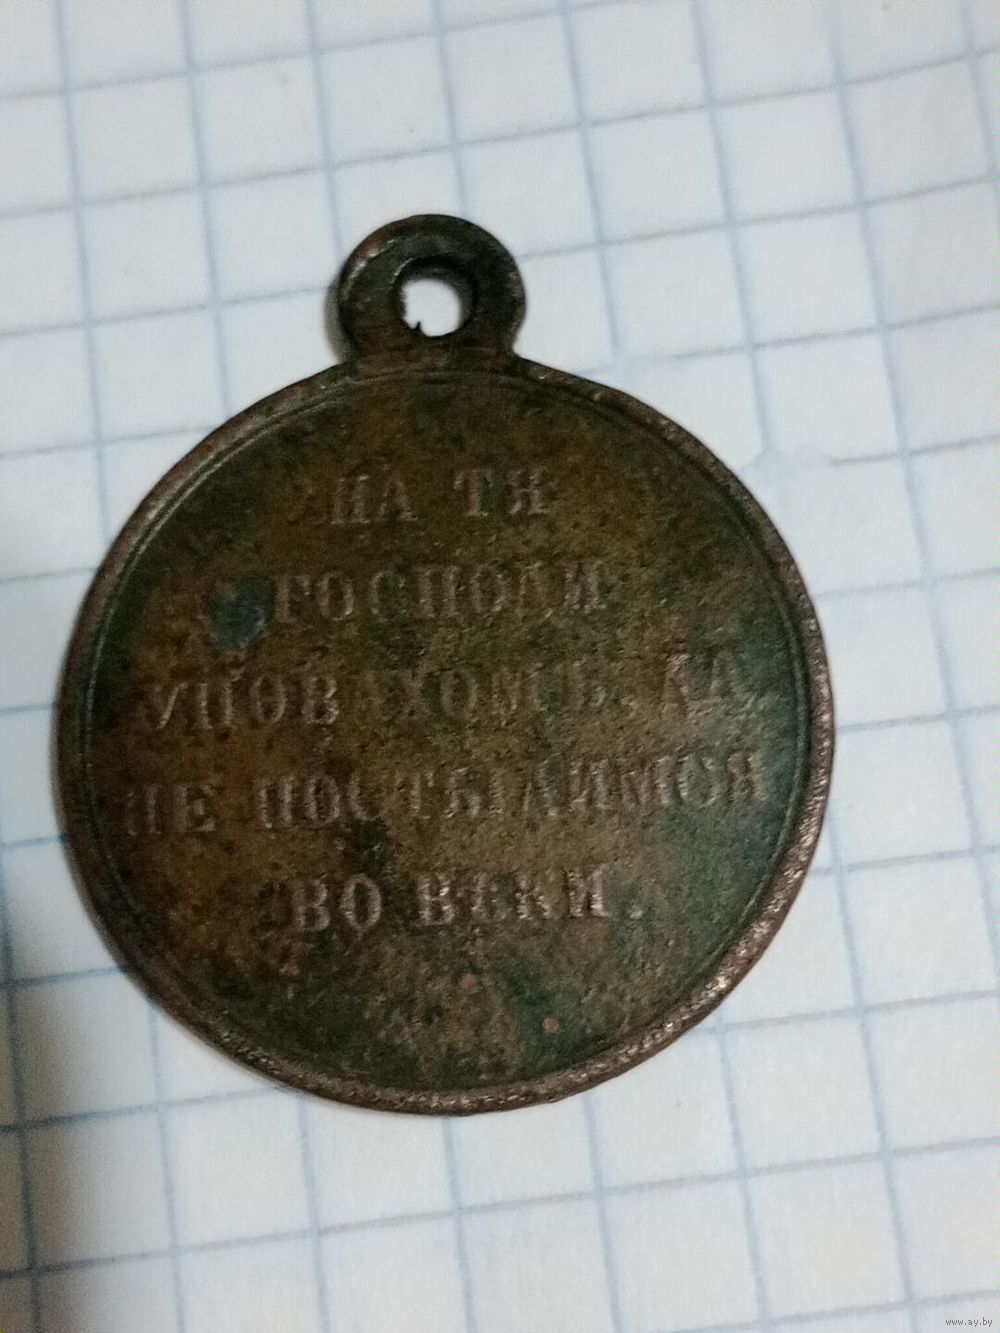 НА ТЯ
ГОСПОДИ
УПОВАХОМЪ, ДА
НЕ ПОСТЫДИМСЯ
ВО ВѢКИ
www.ay.by